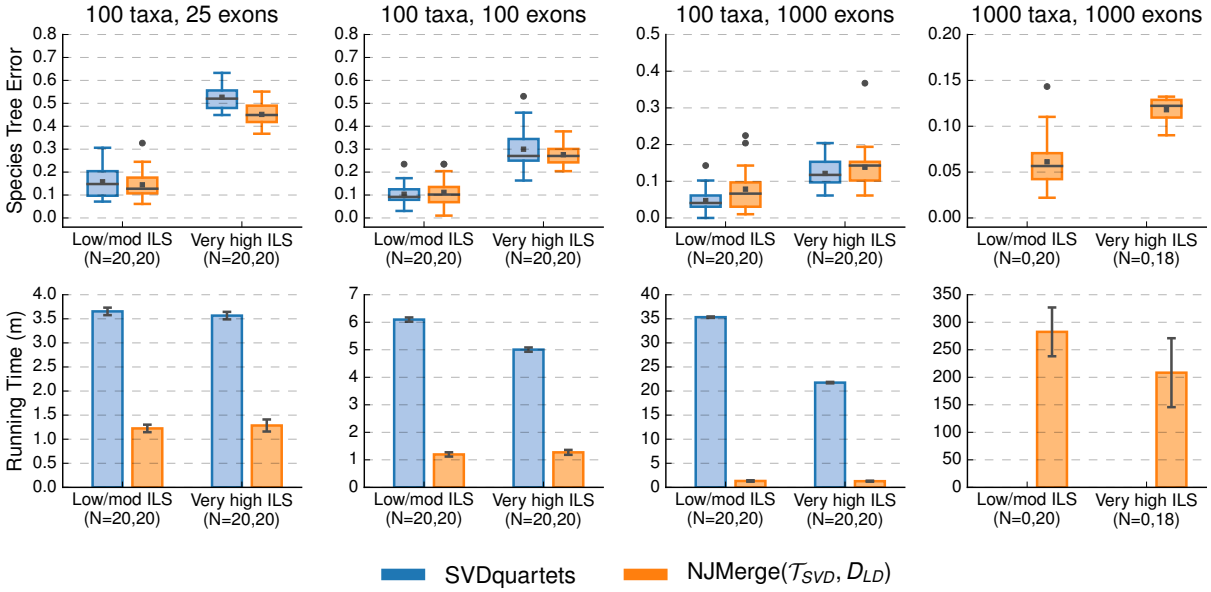 100 taxa, 25 exons
100 taxa, 100 exons
100 taxa, 1000 exons
1000 taxa, 1000 exons
Species Tree Error
0.8
0.7
0.6
0.5
0.4
0.3
0.2
0.1
0.0
Low/mod ILS
(N=20,20)
Very high ILS
(N=20,20)
0.8
0.7
0.6
0.5
0.4
0.3
0.2
0.1
0.0
Low/mod ILS
(N=20,20)
Very high ILS
(N=20,20)
0.5
0.4
0.3
0.2
0.1
0.0
Low/mod ILS
(N=20,20)
Very high ILS
(N=20,20)
0.20
0.15
0.10
0.05
0.00
Low/mod ILS
(N=0,20)
Very high ILS
(N=0,18)
Running Time (m)
4.0
3.5
3.0
2.5
2.0
1.5
1.0
0.5
0.0
Low/mod ILS
(N=20,20)
Very high ILS
(N=20,20)
7
6
5
4
3
2
1
0
Low/mod ILS
(N=20,20)
Very high ILS
(N=20,20)
40
35
30
25
20
15
10
5
0
Low/mod ILS
(N=20,20)
Very high ILS
(N=20,20)
350
300
250
200
150
100
50
0
Low/mod ILS
(N=0,20)
Very high ILS
(N=0,18)
SVDquartets
NJMerge(𝒯SVD, DLD)